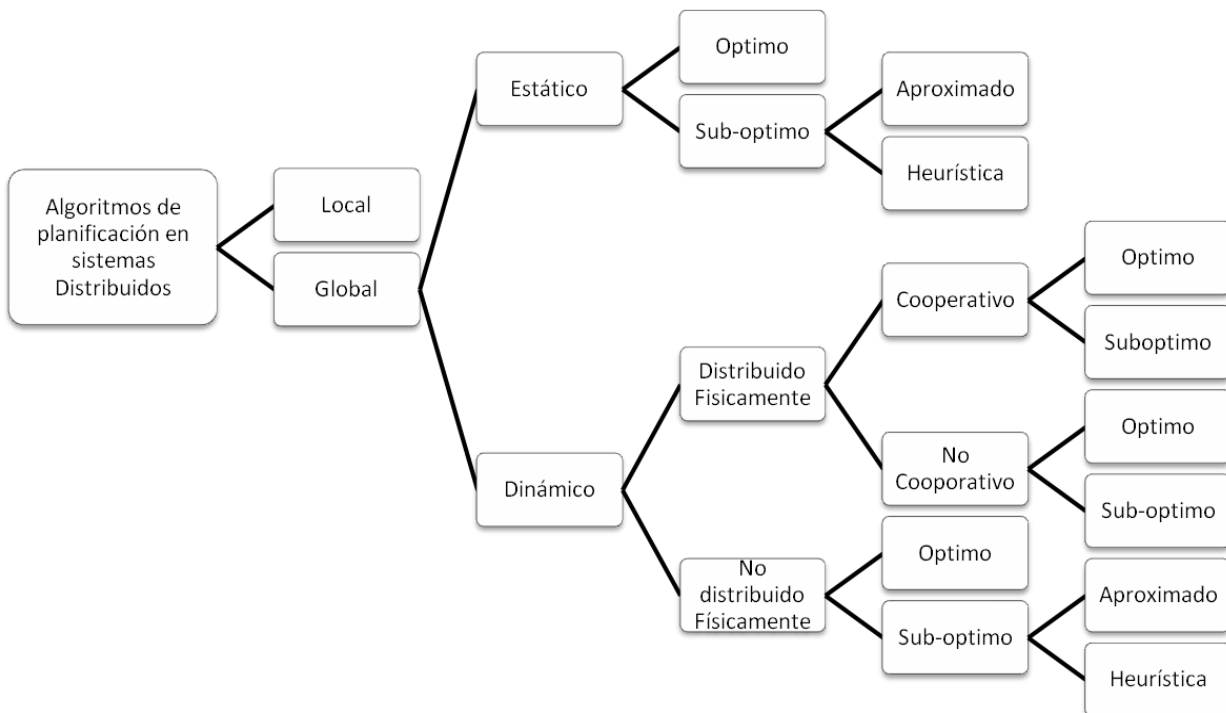 Algoritmos de
planificación en
sistemas
Distribuidos
Local
Global
Estático
Optimo
Sub-optimo
Aproximado
Heurística
Dinámico
Distribuido
Fisicamente
Cooperativo
Optimo
Suboptimo
No
Cooporativo
Optimo
Sub-optimo
No
distribuido
Físicamente
Optimo
Sub-optimo
Aproximado
Heurística